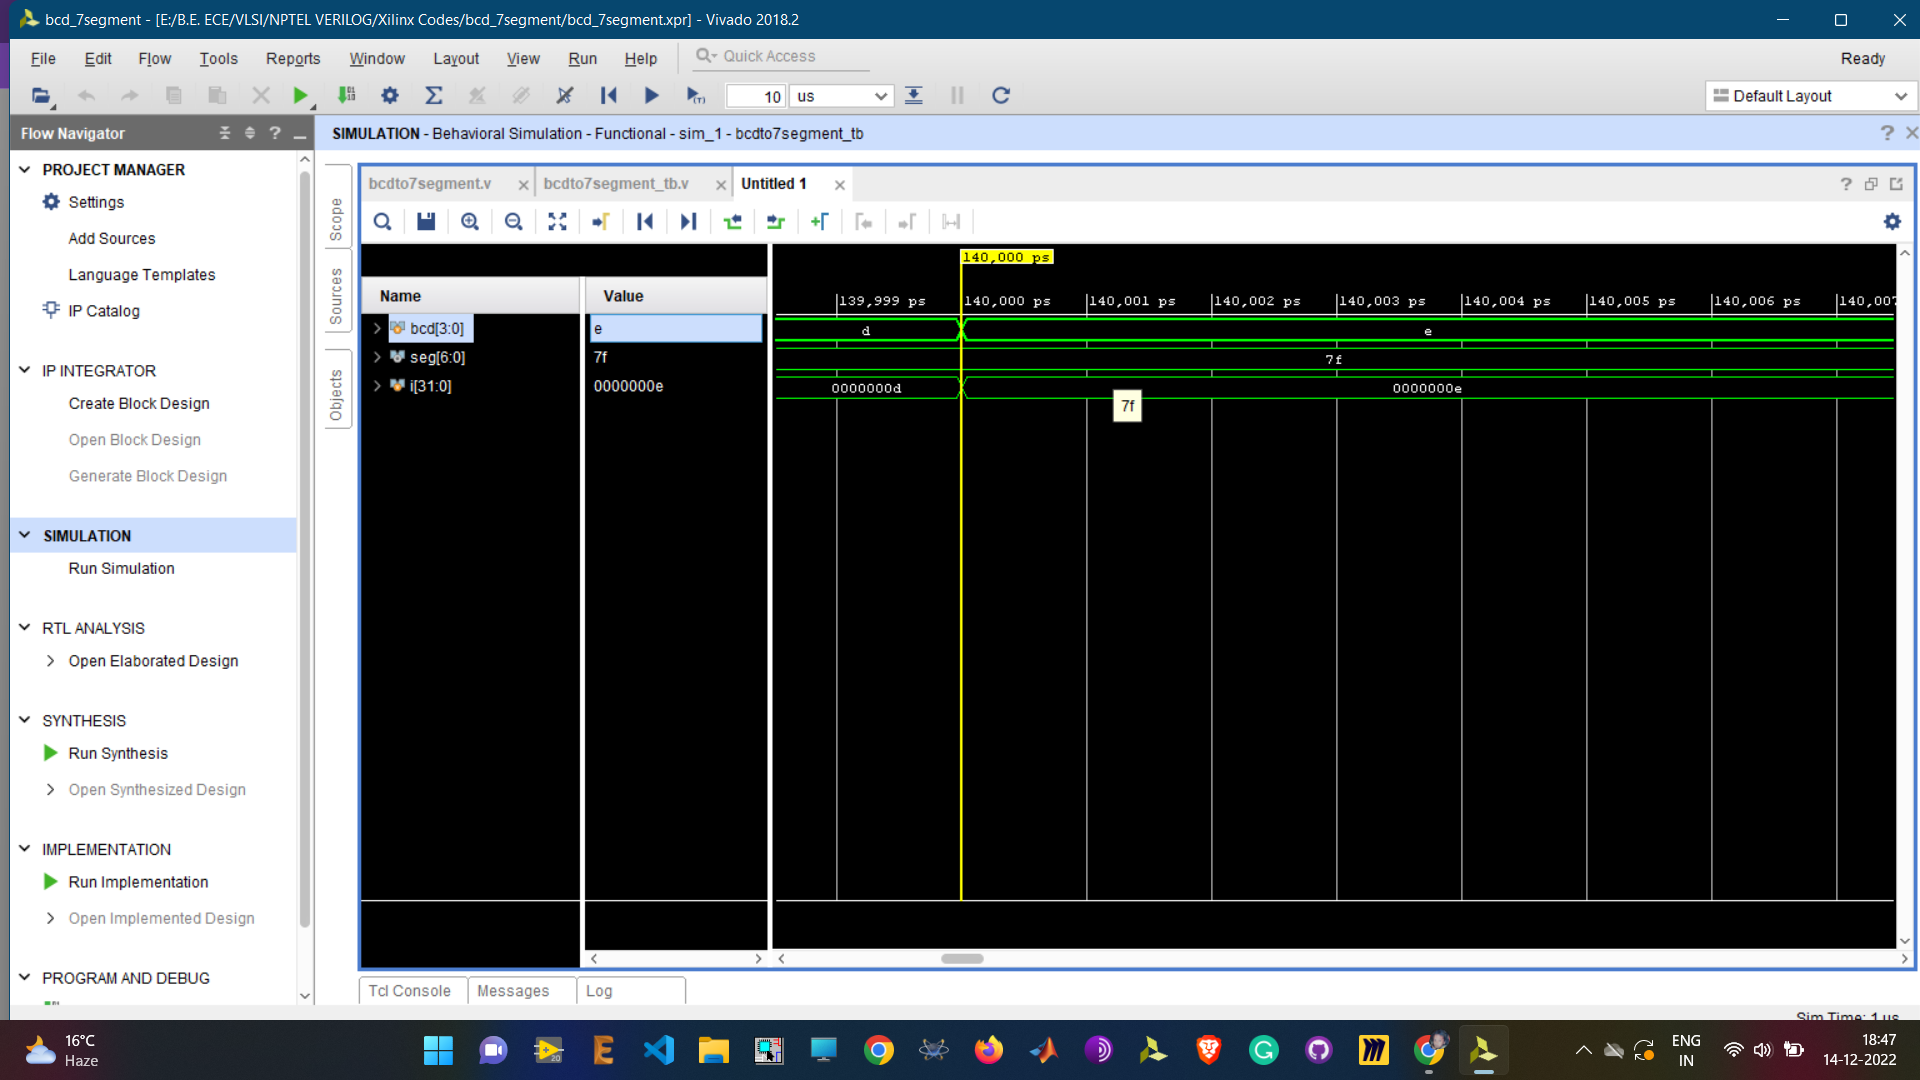 bcd_7segment - [E:/B.E. ECE/VLSI/NPTEL VERILOG/Xilinx Codes/bcd_7segment/bcd_7segment.xpr] - Vivado 2018.2
File Edit Flow Tools Reports Window Layout View Run Help Quick Access Ready
10 us Default Layout
Flow Navigator
SIMULATION - Behavioral Simulation - Functional - sim_1 - bcdto7segment_tb
PROJECT MANAGER
Settings
Add Sources
Language Templates
IP Catalog
IP INTEGRATOR
Create Block Design
Open Block Design
Generate Block Design
SIMULATION
Run Simulation
RTL ANALYSIS
Open Elaborated Design
SYNTHESIS
Run Synthesis
Open Synthesized Design
IMPLEMENTATION
Run Implementation
Open Implemented Design
PROGRAM AND DEBUG
Scope
Sources
Objects
bcdto7segment.v bcdto7segment_tb.v Untitled 1
140,000 ps
Name Value
139,999 ps 140,000 ps 140,001 ps 140,002 ps 140,003 ps 140,004 ps 140,005 ps 140,006 ps 140,007
bcd[3:0] e d e
seg[6:0] 7f 7f
i[31:0] 0000000e 0000000d 0000000e
7f
Tcl Console Messages Log
Sim Time: 1 us
16°C
Haze
ENG
IN
18:47
14-12-2022